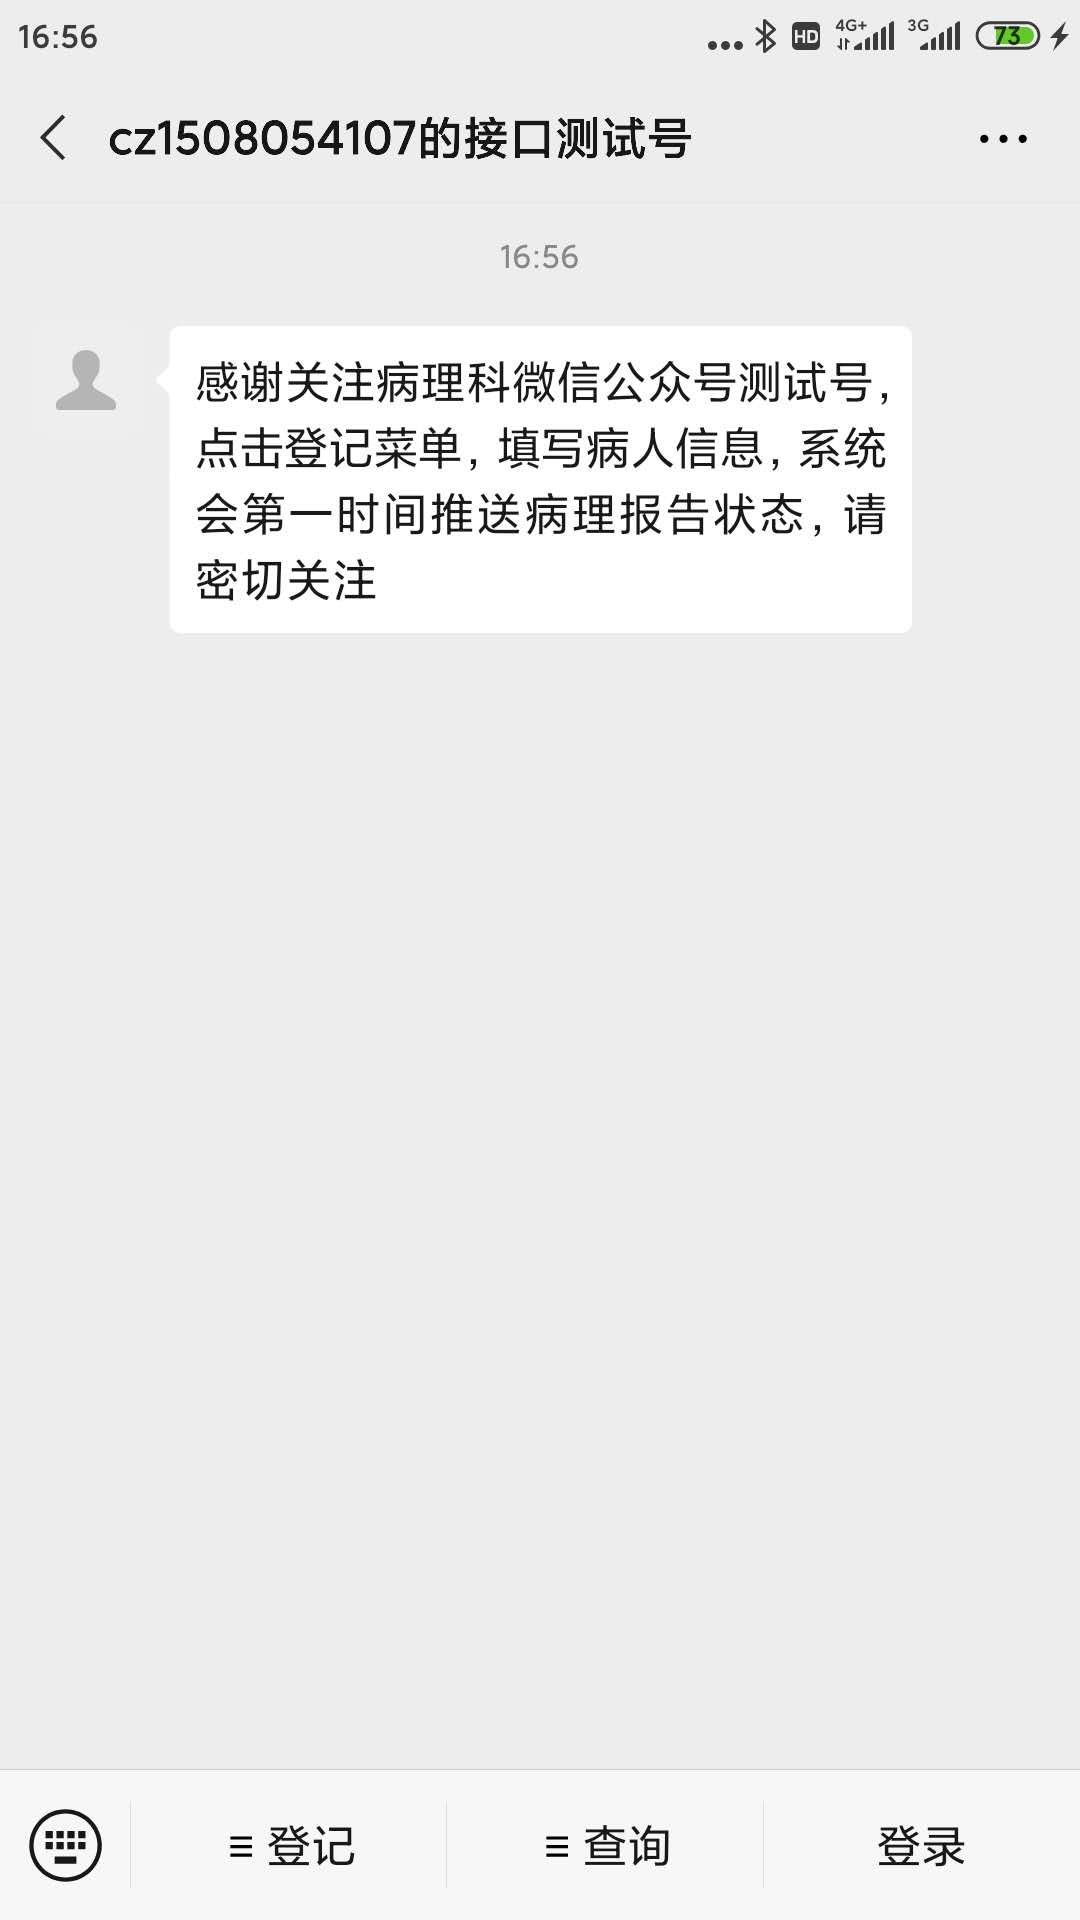 16:56
HD 4G+ 3G 73
cz1508054107的接口测试号
16:56
感谢关注病理科微信公众号测试号，
点击登记菜单，填写病人信息，系统
会第一时间推送病理报告状态，请
密切关注
登记 查询 登录